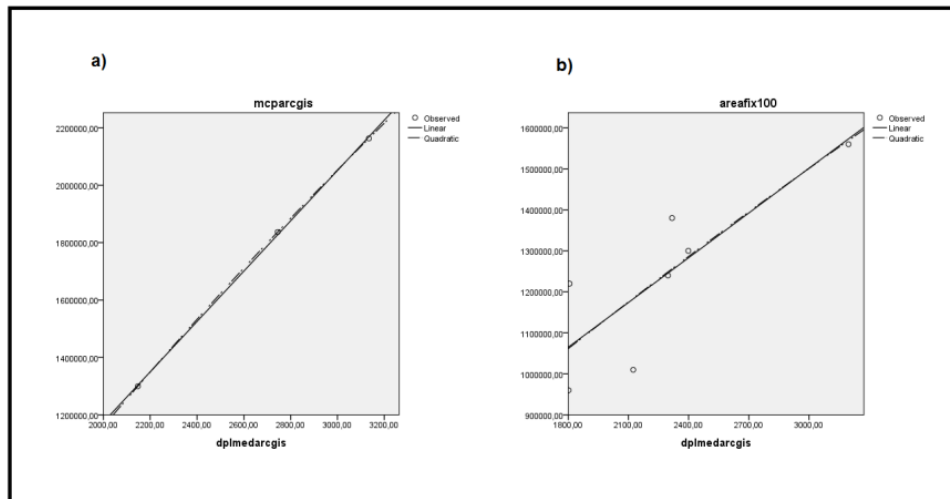 a)
mcparcgis
2200000,00
2000000,00
1800000,00
1600000,00
1400000,00
1200000,00
2000,00 2200,00 2400,00 2600,00 2800,00 3000,00 3200,00
dplmedarcgis
Observed
Linear
Quadratic
b)
areafix100
1600000,00
1500000,00
1400000,00
1300000,00
1200000,00
1100000,00
1000000,00
900000,00
1800,00 2100,00 2400,00 2700,00 3000,00
dplmedarcgis
Observed
Linear
Quadratic